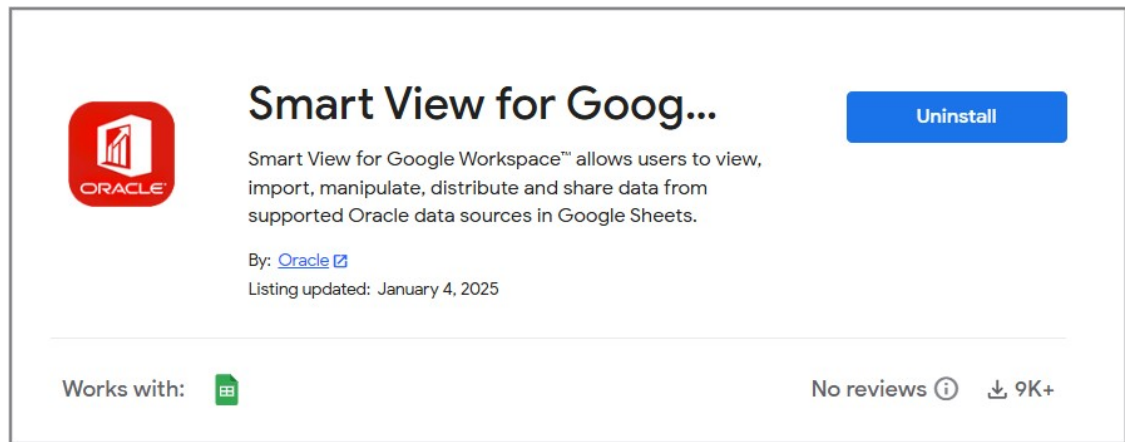 Smart View for Goog...
Uninstall
Smart View for Google Workspace™ allows users to view,
import, manipulate, distribute and share data from
supported Oracle data sources in Google Sheets.
ORACLE
By: Oracle
Listing updated: January 4, 2025
Works with:
No reviews 9K+